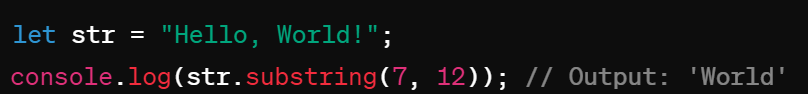 let str = "Hello, World!";
console.log(str.substring(7, 12)); // Output: 'World'